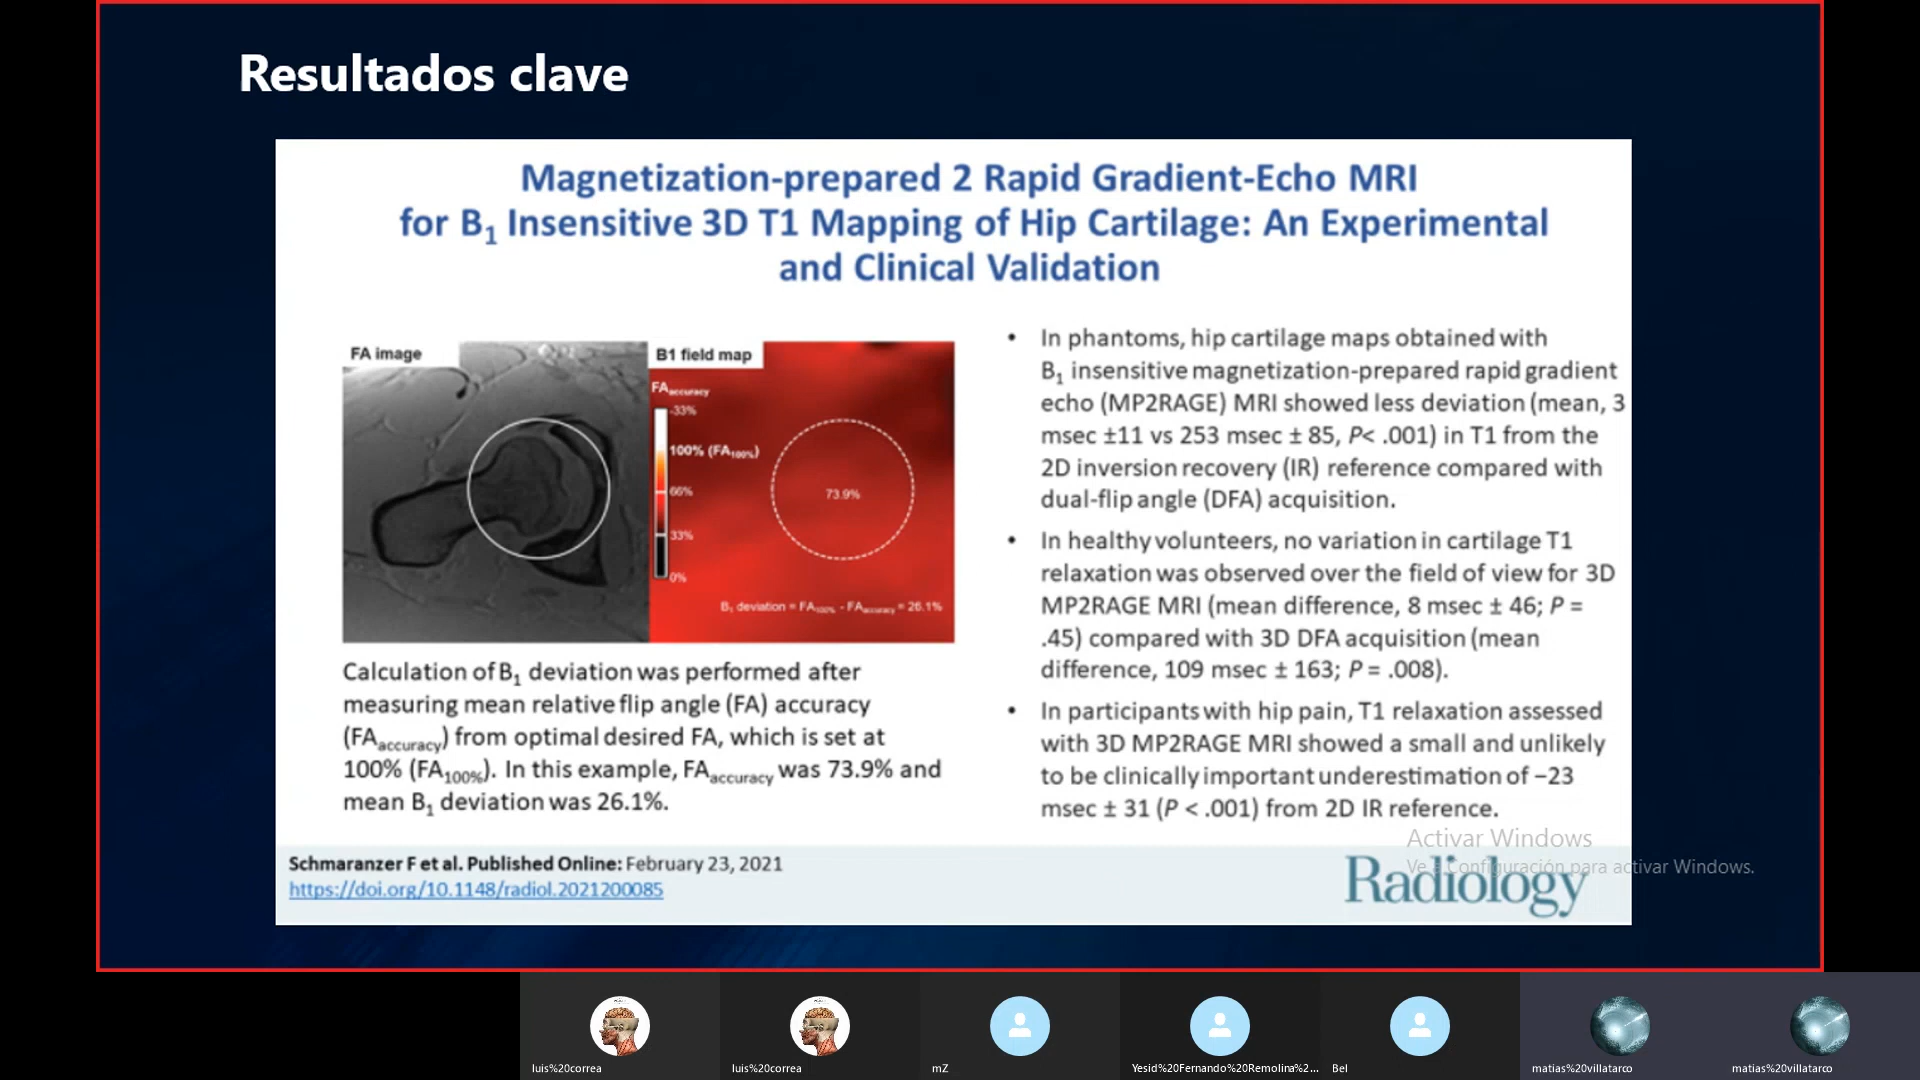 Resultados clave
Magnetization-prepared 2 Rapid Gradient-Echo MRI
for B1 Insensitive 3D T1 Mapping of Hip Cartilage: An Experimental
and Clinical Validation
FA image
B1 field map
FAaccuracy
-33%
100% (FA100%)
66%
33%
0%
73.9%
B1 deviation = FA100% - FAaccuracy = 26.1%
Calculation of B1 deviation was performed after
measuring mean relative flip angle (FA) accuracy
(FAaccuracy) from optimal desired FA, which is set at
100% (FA100%). In this example, FAaccuracy was 73.9% and
mean B1 deviation was 26.1%.
• In phantoms, hip cartilage maps obtained with
B1 insensitive magnetization-prepared rapid gradient
echo (MP2RAGE) MRI showed less deviation (mean, 3
msec ±11 vs 253 msec ± 85, P< .001) in T1 from the
2D inversion recovery (IR) reference compared with
dual-flip angle (DFA) acquisition.
• In healthy volunteers, no variation in cartilage T1
relaxation was observed over the field of view for 3D
MP2RAGE MRI (mean difference, 8 msec ± 46; P =
.45) compared with 3D DFA acquisition (mean
difference, 109 msec ± 163; P = .008).
• In participants with hip pain, T1 relaxation assessed
with 3D MP2RAGE MRI showed a small and unlikely
to be clinically important underestimation of −23
msec ± 31 (P < .001) from 2D IR reference.
Activar Windows
Ve a Configuración para activar Windows.
Schmaranzer F et al. Published Online: February 23, 2021
https://doi.org/10.1148/radiol.2021200085
Radiology
luis%20correa
luis%20correa
mZ
Yesid%20Fernando%20Remolina%2...
Bel
matias%20villatarco
matias%20villatarco